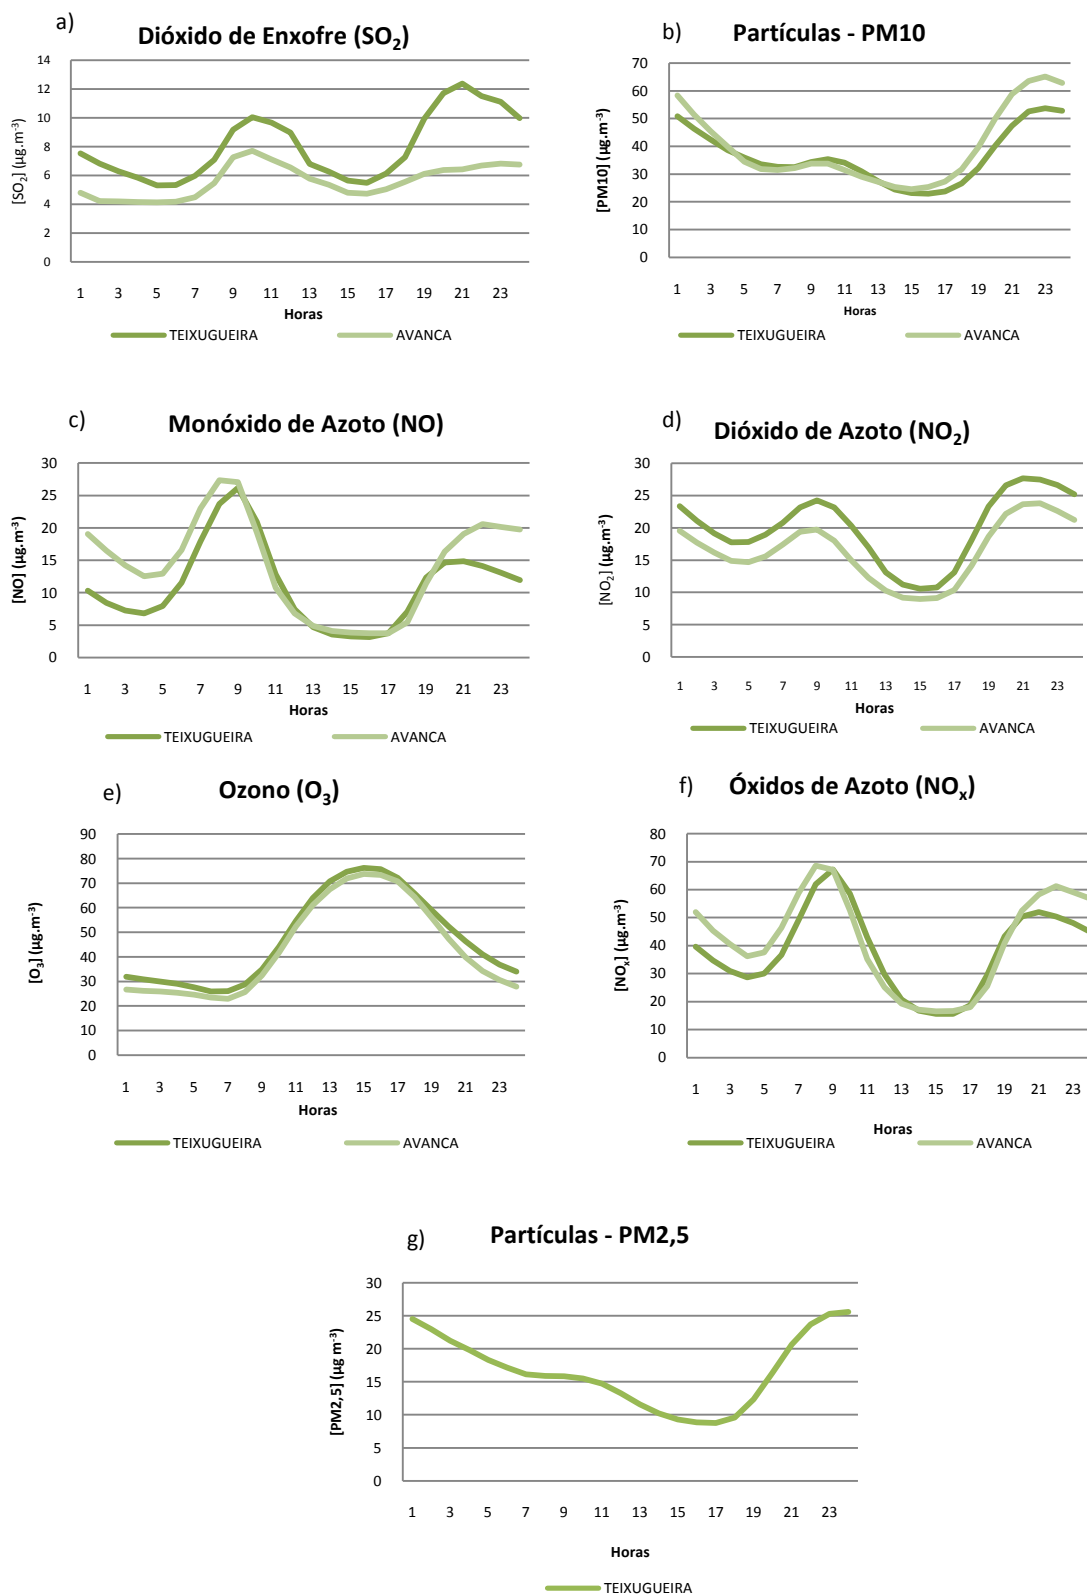 a)
Dióxido de Enxofre (SO₂)
[SO₂] (µg.m⁻³)
14
12
10
8
6
4
2
0
1 3 5 7 9 11 13 15 17 19 21 23
Horas
TEIXUGUEIRA AVANCA
b)
Partículas - PM10
[PM10] (µg.m⁻³)
70
60
50
40
30
20
10
0
1 3 5 7 9 11 13 15 17 19 21 23
Horas
TEIXUGUEIRA AVANCA
c)
Monóxido de Azoto (NO)
[NO] (µg.m⁻³)
30
25
20
15
10
5
0
1 3 5 7 9 11 13 15 17 19 21 23
Horas
TEIXUGUEIRA AVANCA
d)
Dióxido de Azoto (NO₂)
[NO₂] (µg.m⁻³)
30
25
20
15
10
5
0
1 3 5 7 9 11 13 15 17 19 21 23
Horas
TEIXUGUEIRA AVANCA
e)
Ozono (O₃)
[O₃] (µg.m⁻³)
90
80
70
60
50
40
30
20
10
0
1 3 5 7 9 11 13 15 17 19 21 23
Horas
TEIXUGUEIRA AVANCA
f)
Óxidos de Azoto (NOₓ)
[NOₓ] (µg.m⁻³)
80
70
60
50
40
30
20
10
0
1 3 5 7 9 11 13 15 17 19 21 23
Horas
TEIXUGUEIRA AVANCA
g)
Partículas - PM2,5
[PM2,5] (µg m⁻³)
30
25
20
15
10
5
0
1 3 5 7 9 11 13 15 17 19 21 23
Horas
TEIXUGUEIRA